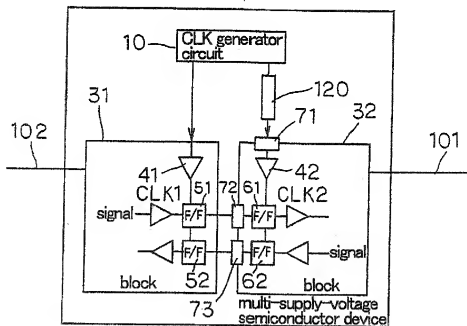 10
CLK generator
circuit
31
120
71
32
102
101
41
42
CLK1
51
72
61
CLK2
signal
F/F
F/F
F/F
F/F
signal
block
52
73
62
block
multi-supply-voltage
semiconductor device